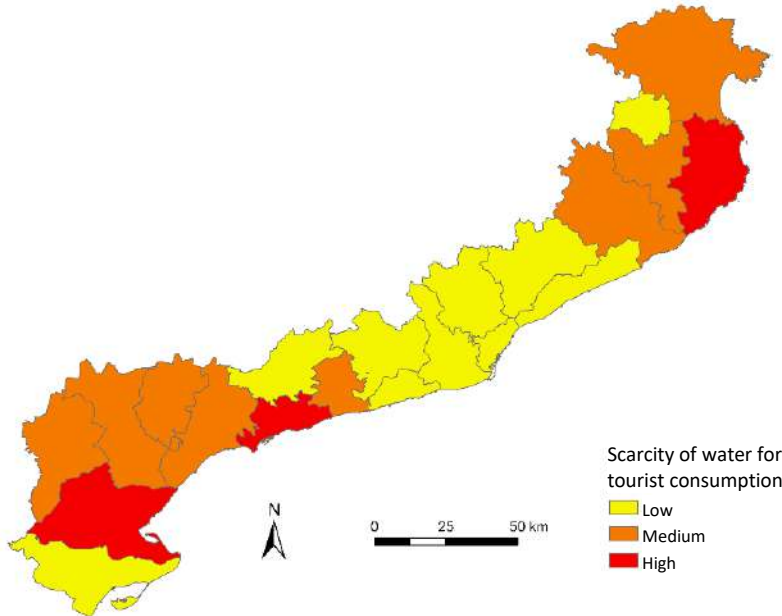 Scarcity of water for
tourist consumption
Low
Medium
High
N
0 25 50 km